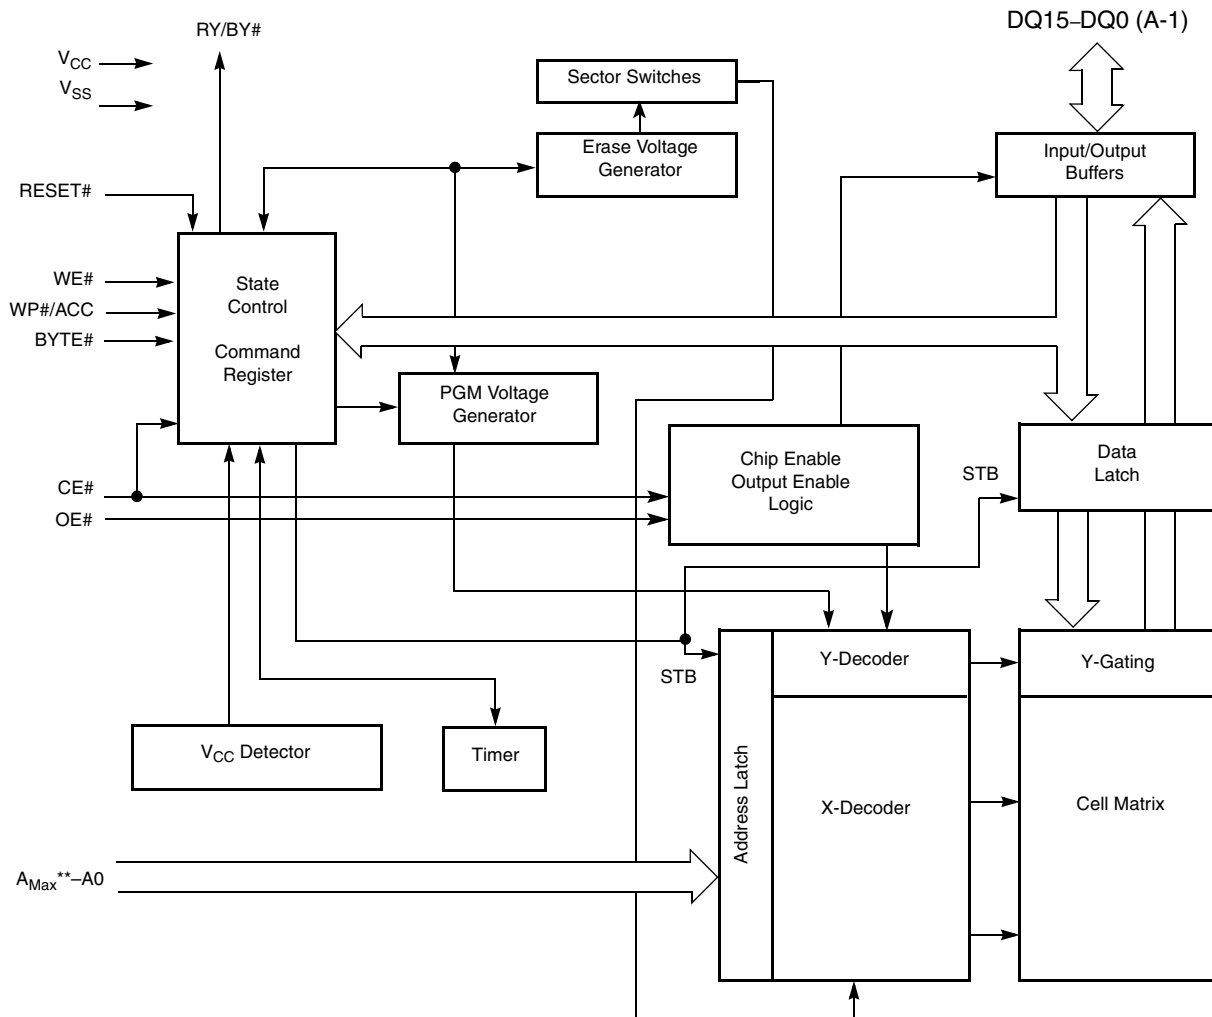 RY/BY#
DQ15–DQ0 (A-1)
VCC
VSS
Sector Switches
Erase Voltage
Generator
Input/Output
Buffers
RESET#
WE#
WP#/ACC
BYTE#
State
Control
Command
Register
PGM Voltage
Generator
Chip Enable
Output Enable
Logic
Data
Latch
STB
CE#
OE#
STB
Y-Decoder
Y-Gating
VCC Detector
Timer
Address Latch
X-Decoder
Cell Matrix
AMax**–A0